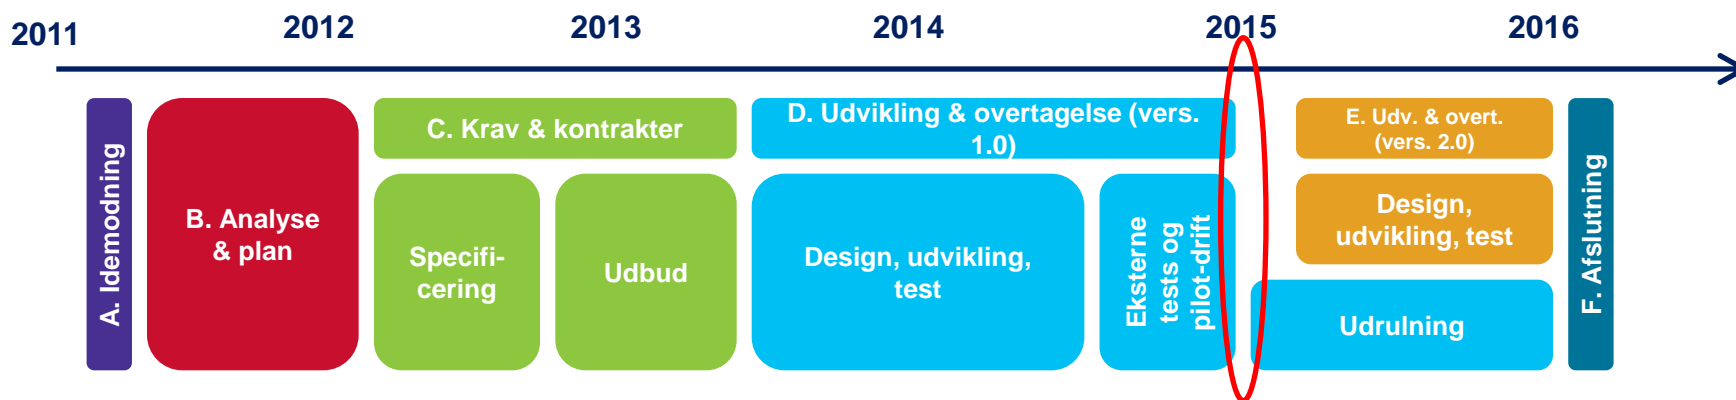 2011
2012
2013
2014
2015
2016
A. Idemodning
B. Analyse
& plan
C. Krav & kontrakter
Specifi-
cering
Udbud
D. Udvikling & overtagelse (vers.
1.0)
Design, udvikling,
test
Eksterne
tests og
pilot-drift
E. Udv. & overt.
(vers. 2.0)
Design,
udvikling, test
Udrulning
F. Afslutning